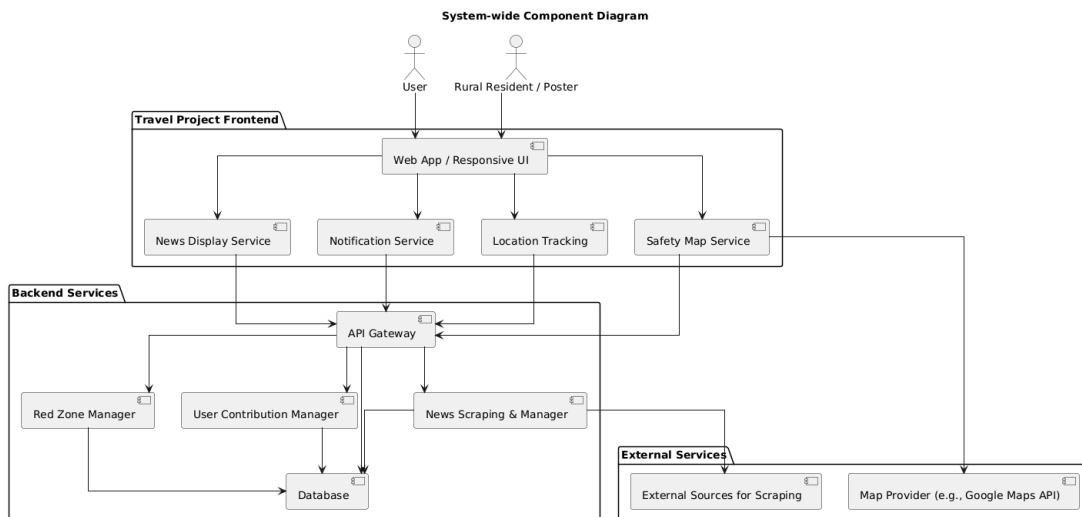 System-wide Component Diagram
User
Rural Resident / Poster
Travel Project Frontend
Web App / Responsive UI
News Display Service
Notification Service
Location Tracking
Safety Map Service
Backend Services
API Gateway
Red Zone Manager
User Contribution Manager
News Scraping & Manager
Database
External Services
External Sources for Scraping
Map Provider (e.g., Google Maps API)